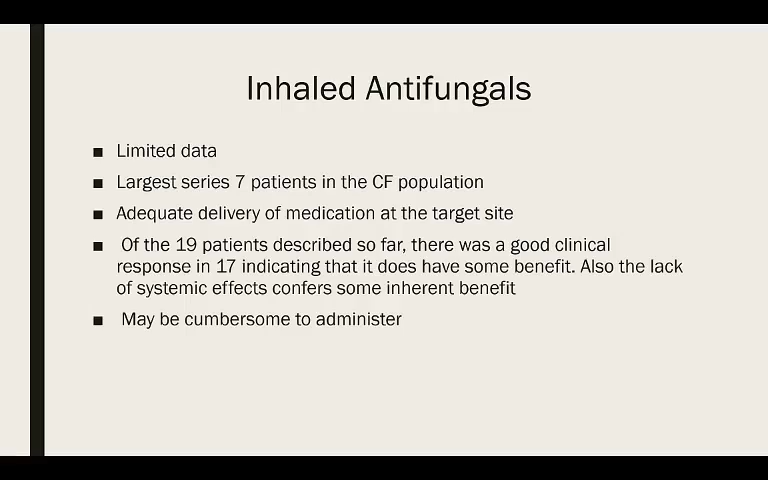 Inhaled Antifungals
■ Limited data
■ Largest series 7 patients in the CF population
■ Adequate delivery of medication at the target site
■ Of the 19 patients described so far, there was a good clinical
response in 17 indicating that it does have some benefit. Also the lack
of systemic effects confers some inherent benefit
■ May be cumbersome to administer